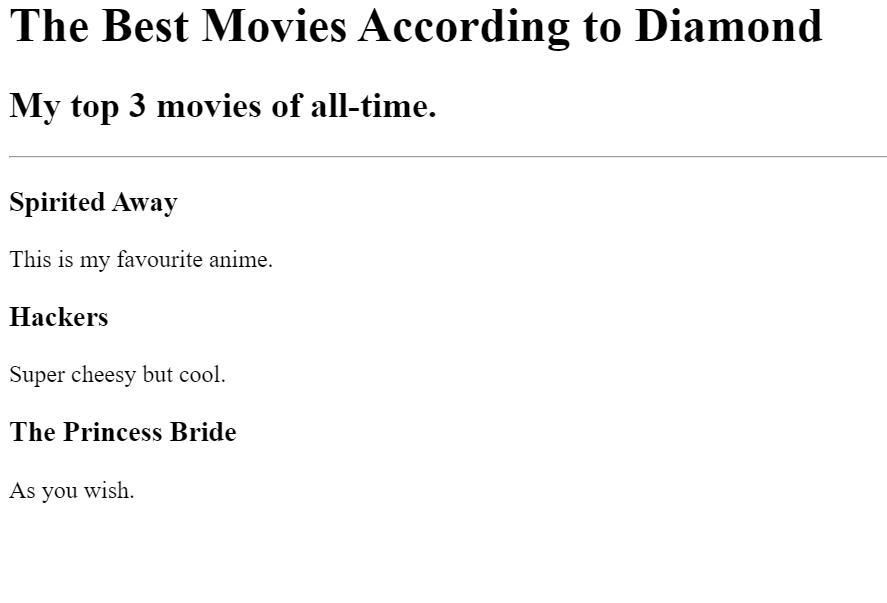 The Best Movies According to Diamond
My top 3 movies of all-time.
Spirited Away
This is my favourite anime.
Hackers
Super cheesy but cool.
The Princess Bride
As you wish.